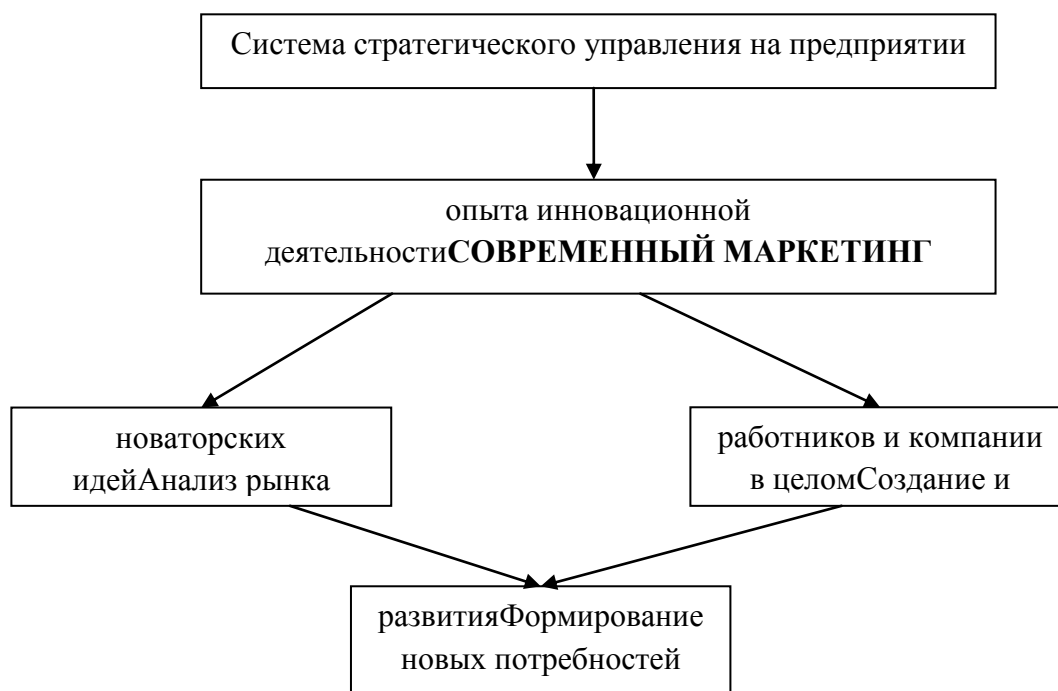 Система стратегического управления на предприятии
опыта инновационной
деятельностиСОВРЕМЕННЫЙ МАРКЕТИНГ
новаторских
идейАнализ рынка
работников и компании
в целомСоздание и
развитияФормирование
новых потребностей